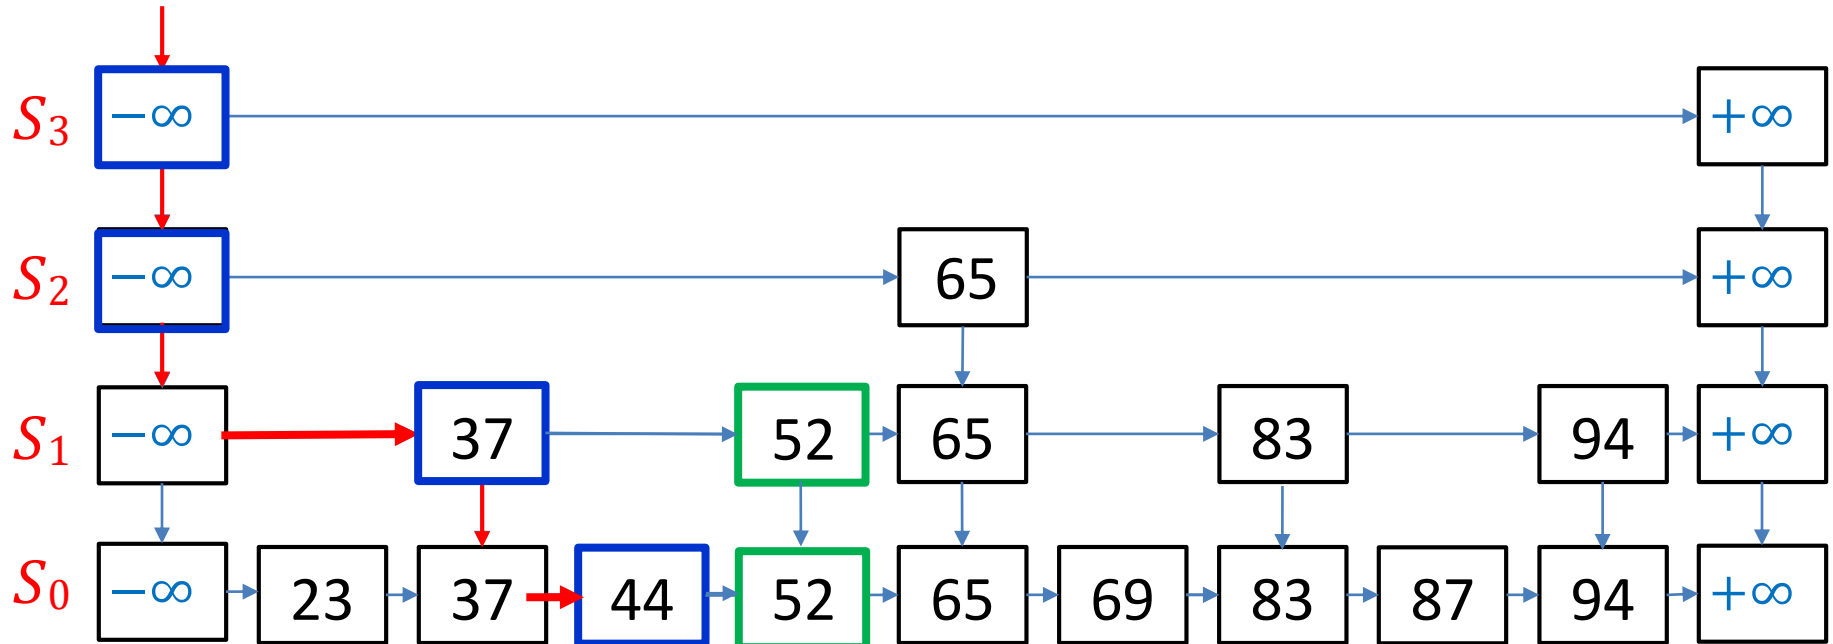 S₃ −∞ +∞
S₂ −∞ 65 +∞
S₁ −∞ 37 52 65 83 94 +∞
S₀ −∞ 23 37 44 52 65 69 83 87 94 +∞